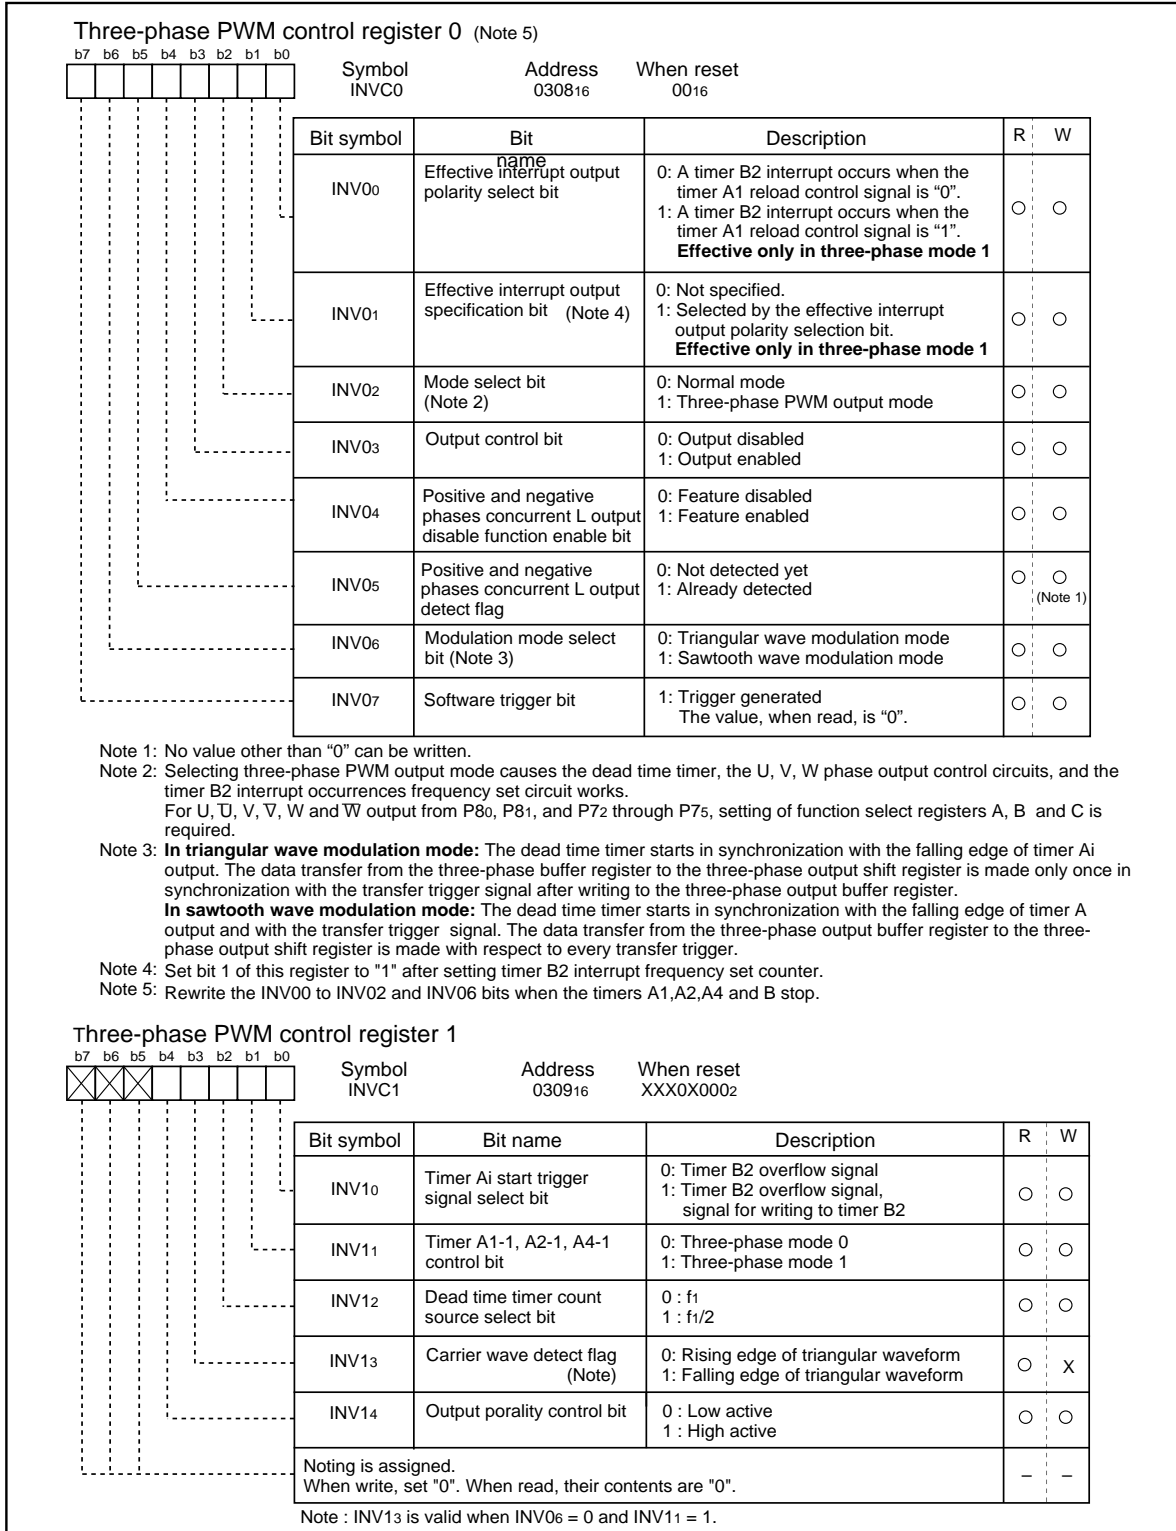 Three-phase PWM control register 0 (Note 5)
b7 b6 b5 b4 b3 b2 b1 b0
Symbol Address When reset
INVC0 030816 0016
Bit symbol Bit name Description R W
INV00 Effective interrupt output 0: A timer B2 interrupt occurs when the
polarity select bit timer A1 reload control signal is “0”.
1: A timer B2 interrupt occurs when the
timer A1 reload control signal is “1”.
Effective only in three-phase mode 1
INV01 Effective interrupt output 0: Not specified.
specification bit (Note 4) 1: Selected by the effective interrupt
output polarity selection bit.
Effective only in three-phase mode 1
INV02 Mode select bit 0: Normal mode
(Note 2) 1: Three-phase PWM output mode
INV03 Output control bit 0: Output disabled
1: Output enabled
INV04 Positive and negative 0: Feature disabled
phases concurrent L output 1: Feature enabled
disable function enable bit
INV05 Positive and negative 0: Not detected yet
phases concurrent L output 1: Already detected (Note 1)
detect flag
INV06 Modulation mode select 0: Triangular wave modulation mode
bit (Note 3) 1: Sawtooth wave modulation mode
INV07 Software trigger bit 1: Trigger generated
The value, when read, is “0”.
Note 1: No value other than “0” can be written.
Note 2: Selecting three-phase PWM output mode causes the dead time timer, the U, V, W phase output control circuits, and the
timer B2 interrupt occurrences frequency set circuit works.
For U, U̅, V, V̅, W and W̅ output from P80, P81, and P72 through P75, setting of function select registers A, B and C is
required.
Note 3: In triangular wave modulation mode: The dead time timer starts in synchronization with the falling edge of timer Ai
output. The data transfer from the three-phase buffer register to the three-phase output shift register is made only once in
synchronization with the transfer trigger signal after writing to the three-phase output buffer register.
In sawtooth wave modulation mode: The dead time timer starts in synchronization with the falling edge of timer A
output and with the transfer trigger signal. The data transfer from the three-phase output buffer register to the three-
phase output shift register is made with respect to every transfer trigger.
Note 4: Set bit 1 of this register to "1" after setting timer B2 interrupt frequency set counter.
Note 5: Rewrite the INV00 to INV02 and INV06 bits when the timers A1,A2,A4 and B stop.
Three-phase PWM control register 1
b7 b6 b5 b4 b3 b2 b1 b0
Symbol Address When reset
INVC1 030916 XXX0X0002
Bit symbol Bit name Description R W
INV10 Timer Ai start trigger 0: Timer B2 overflow signal
signal select bit 1: Timer B2 overflow signal,
signal for writing to timer B2
INV11 Timer A1-1, A2-1, A4-1 0: Three-phase mode 0
control bit 1: Three-phase mode 1
INV12 Dead time timer count 0 : f1
source select bit 1 : f1/2
INV13 Carrier wave detect flag 0: Rising edge of triangular waveform
(Note) 1: Falling edge of triangular waveform X
INV14 Output porality control bit 0 : Low active
1 : High active
Noting is assigned.
When write, set "0". When read, their contents are "0". – –
Note : INV13 is valid when INV06 = 0 and INV11 = 1.